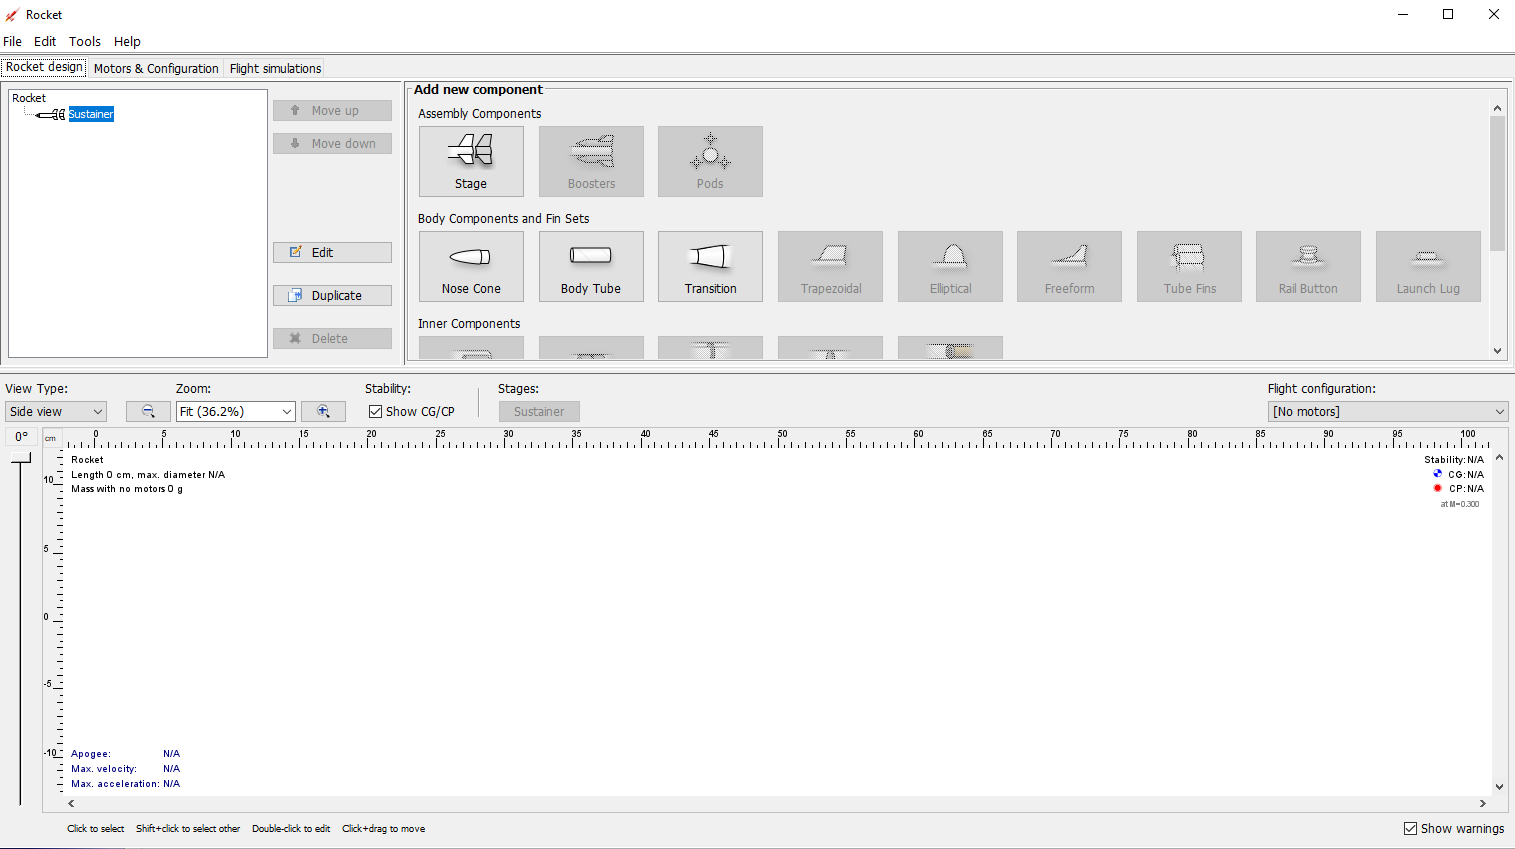 Rocket
File Edit Tools Help
Rocket design Motors & Configuration Flight simulations
Rocket
Sustainer
Move up
Move down
Edit
Duplicate
Delete
Add new component
Assembly Components
Stage Boosters Pods
Body Components and Fin Sets
Nose Cone Body Tube Transition Trapezoidal Elliptical Freeform Tube Fins Rail Button Launch Lug
Inner Components
View Type: Zoom: Stability: Stages: Flight configuration:
Side view Fit (36.2%) Show CG/CP Sustainer [No motors]
0°
cm 0 5 10 15 20 25 30 35 40 45 50 55 60 65 70 75 80 85 90 95 100
10
5
0
-5
-10
Rocket
Length 0 cm, max. diameter N/A
Mass with no motors 0 g
Stability: N/A
CG: N/A
CP: N/A
at M=0.300
Apogee: N/A
Max. velocity: N/A
Max. acceleration: N/A
Click to select Shift+click to select other Double-click to edit Click+drag to move Show warnings